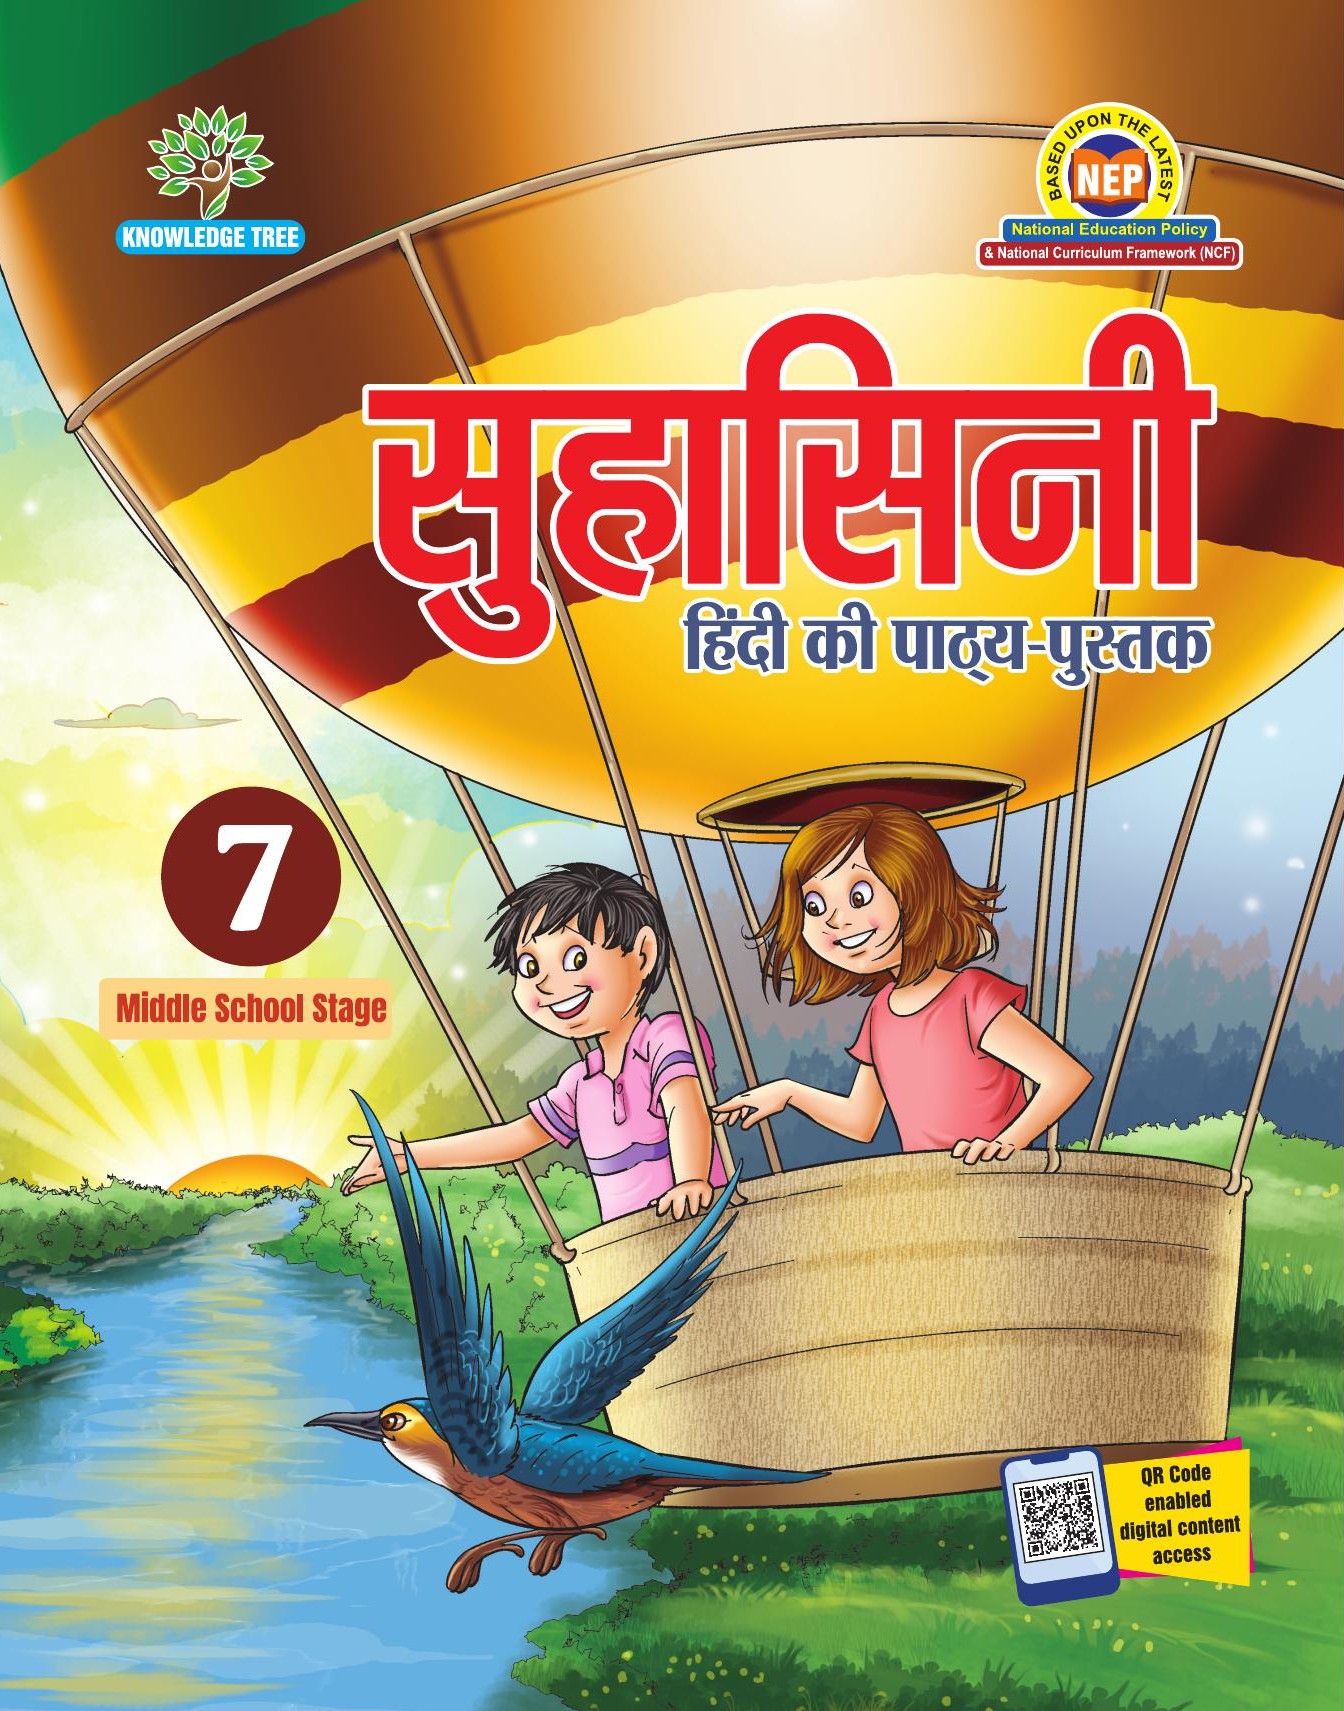 KNOWLEDGE TREE
BASED UPON THE LATEST
NEP
National Education Policy
& National Curriculum Framework (NCF)
सुहासिनी
हिंदी की पाठ्य-पुस्तक
7
Middle School Stage
QR Code
enabled
digital content
access